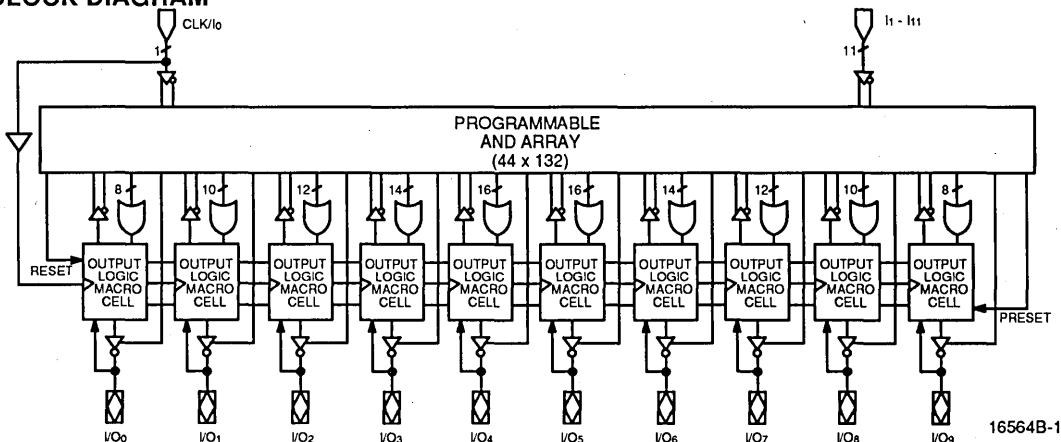 BLOCK DIAGRAM
CLK/I0
I1 - I11
1
11
PROGRAMMABLE
AND ARRAY
(44 x 132)
8 10 12 14 16 16 14 12 10 8
RESET
OUTPUT LOGIC MACRO CELL
OUTPUT LOGIC MACRO CELL
OUTPUT LOGIC MACRO CELL
OUTPUT LOGIC MACRO CELL
OUTPUT LOGIC MACRO CELL
OUTPUT LOGIC MACRO CELL
OUTPUT LOGIC MACRO CELL
OUTPUT LOGIC MACRO CELL
OUTPUT LOGIC MACRO CELL
OUTPUT LOGIC MACRO CELL
PRESET
I/O0 I/O1 I/O2 I/O3 I/O4 I/O5 I/O6 I/O7 I/O8 I/O9
16564B-1